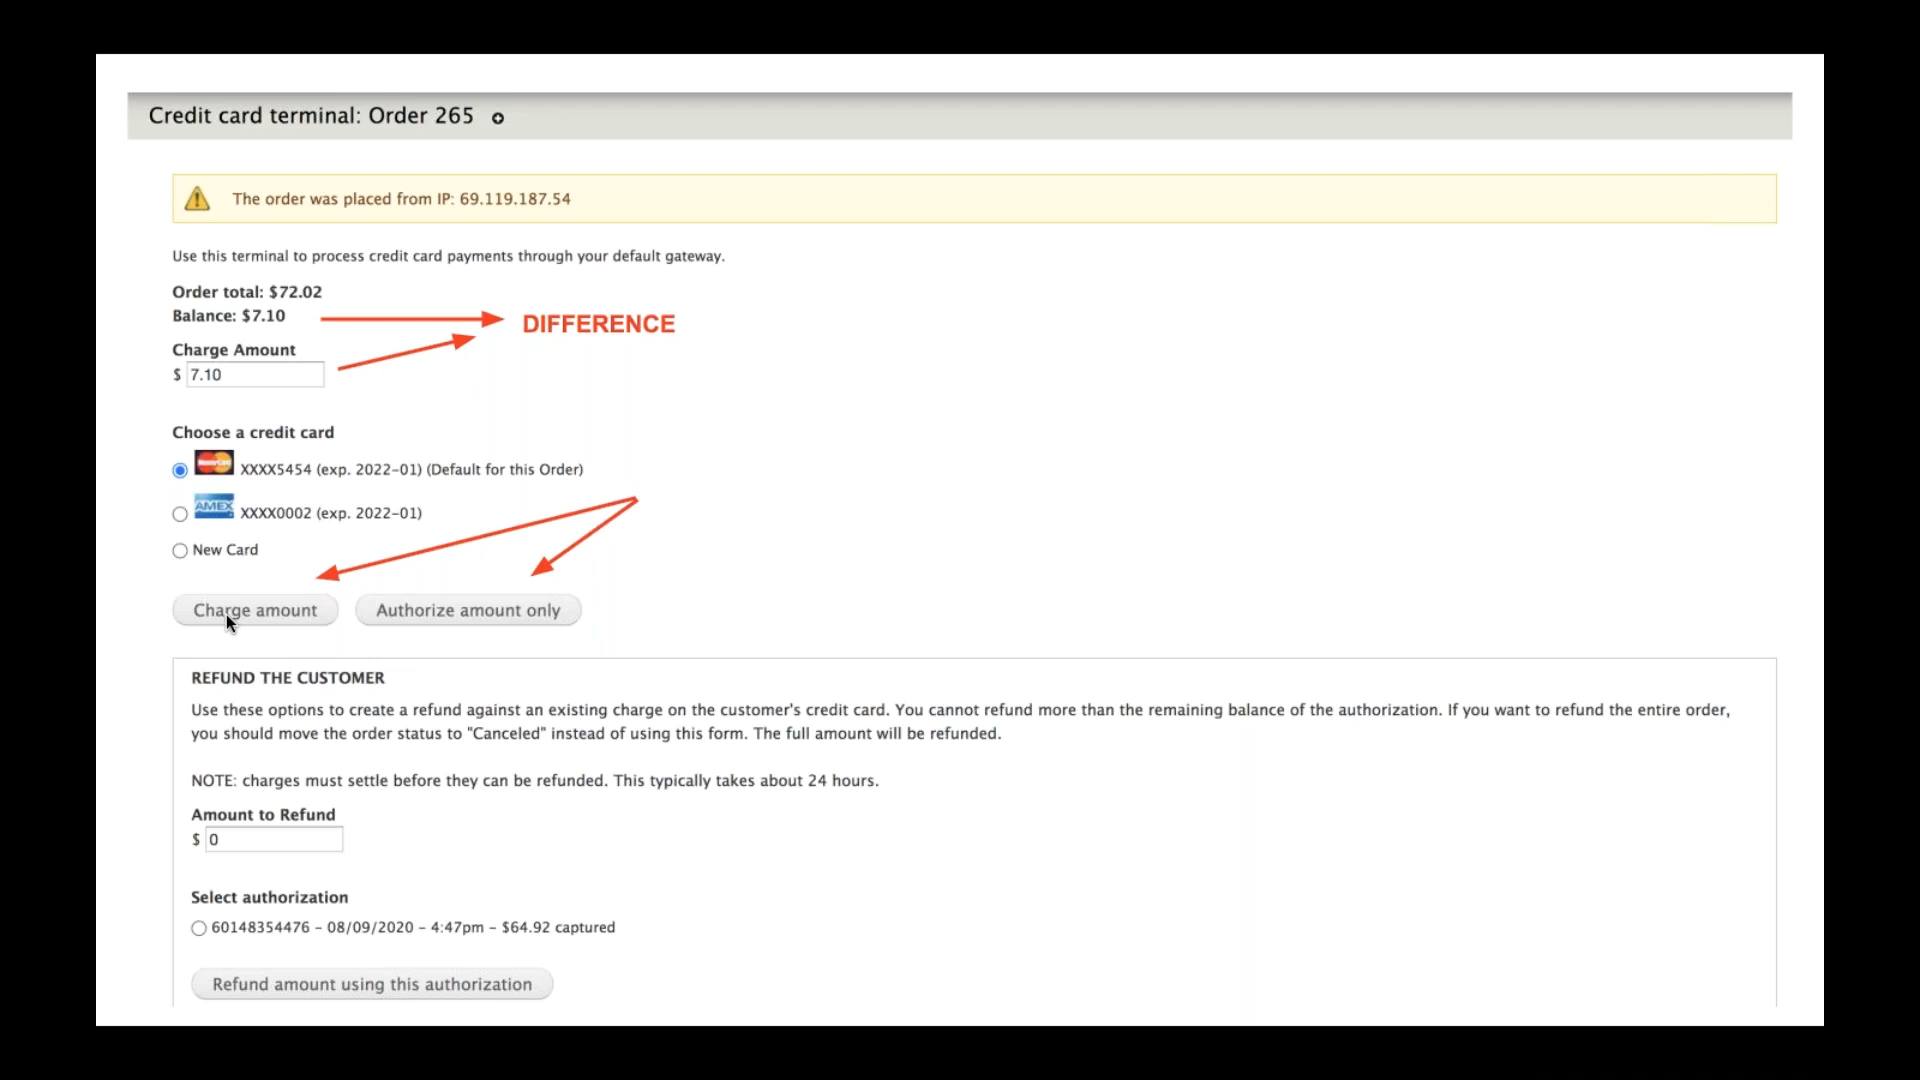 Credit card terminal: Order 265
The order was placed from IP: 69.119.187.54
Use this terminal to process credit card payments through your default gateway.
Order total: $72.02
Balance: $7.10
DIFFERENCE
Charge Amount
$ 7.10
Choose a credit card
MasterCard XXXX5454 (exp. 2022-01) (Default for this Order)
AMEX XXXX0002 (exp. 2022-01)
New Card
Charge amount Authorize amount only
REFUND THE CUSTOMER
Use these options to create a refund against an existing charge on the customer's credit card. You cannot refund more than the remaining balance of the authorization. If you want to refund the entire order,
you should move the order status to "Canceled" instead of using this form. The full amount will be refunded.
NOTE: charges must settle before they can be refunded. This typically takes about 24 hours.
Amount to Refund
$ 0
Select authorization
60148354476 – 08/09/2020 – 4:47pm – $64.92 captured
Refund amount using this authorization